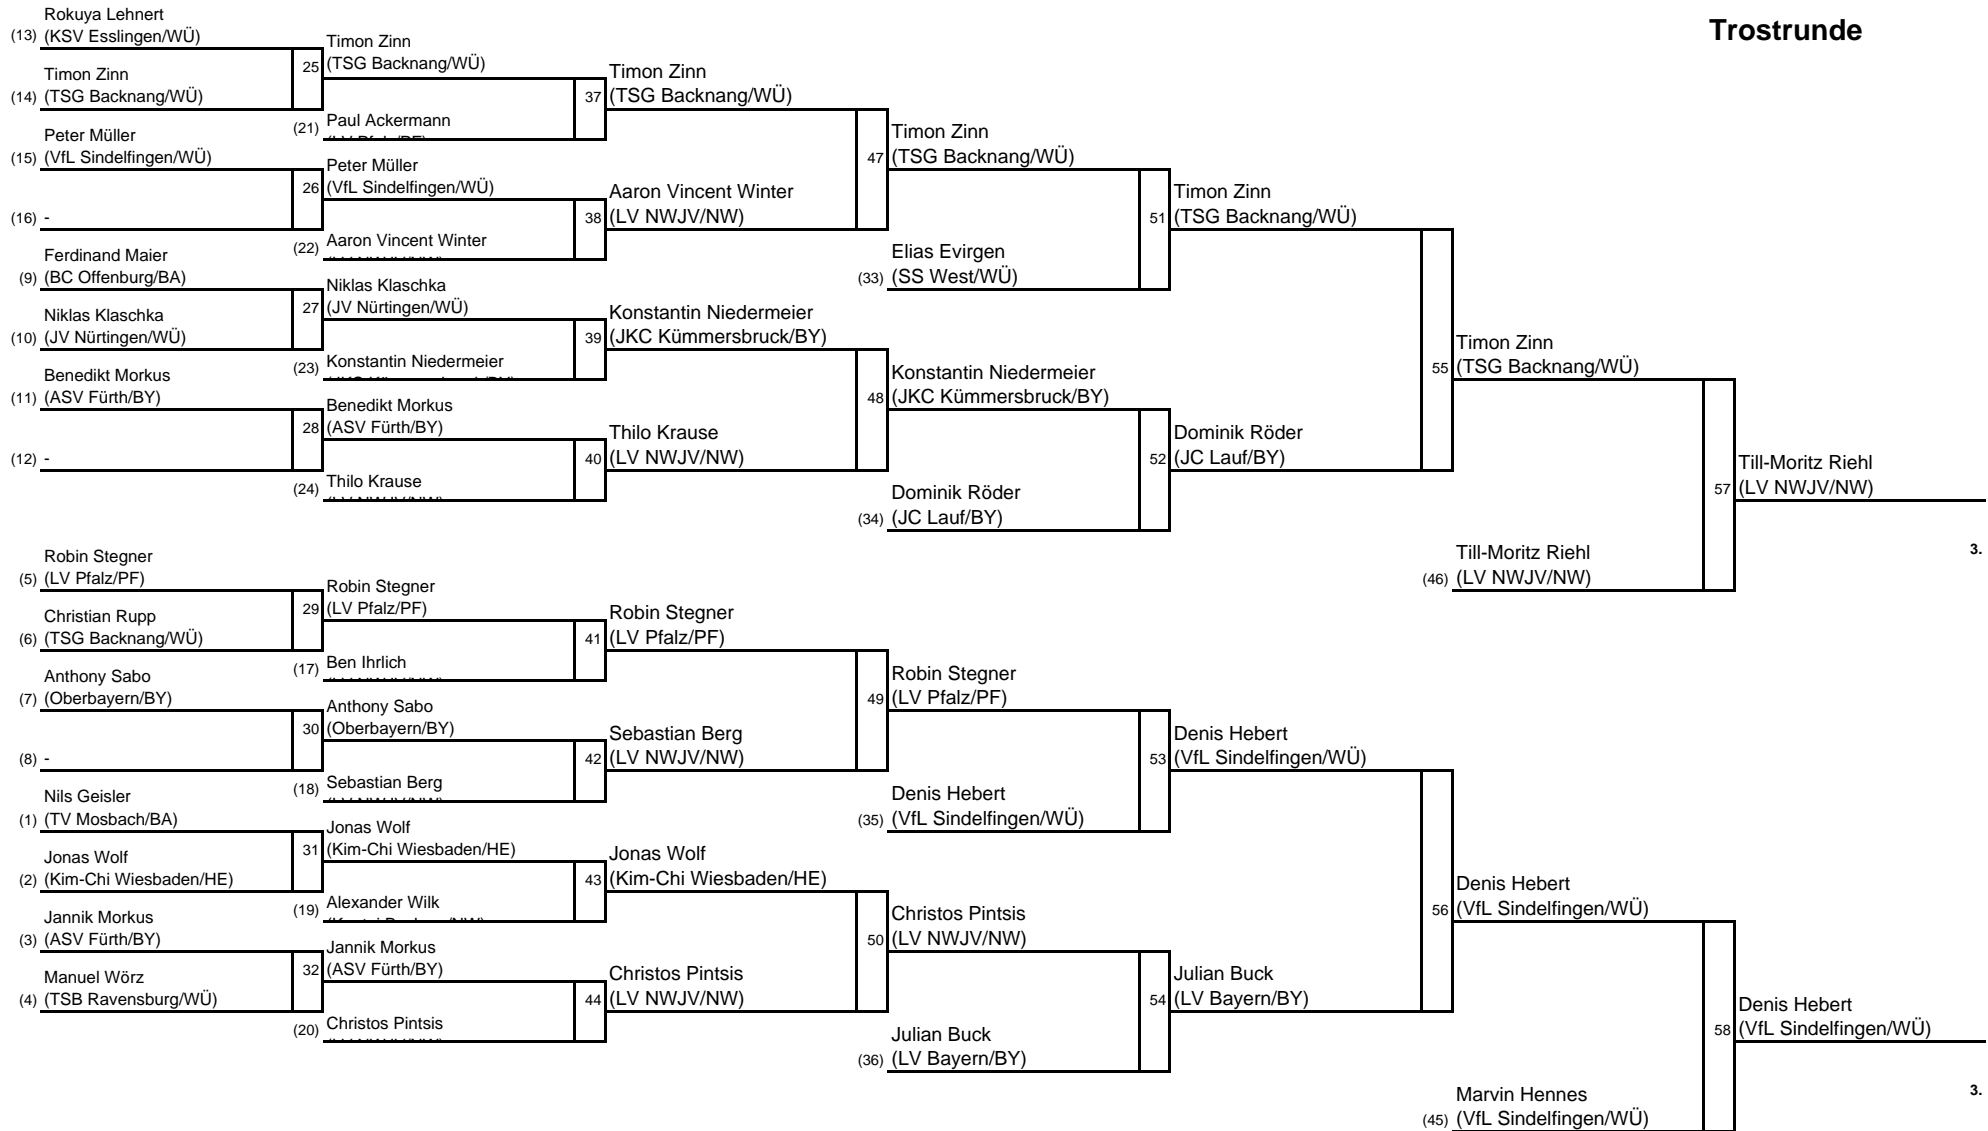 Trostrunde
Rokuya Lehnert
(13) (KSV Esslingen/WÜ)
Timon Zinn
(14) (TSG Backnang/WÜ)
Peter Müller
(15) (VfL Sindelfingen/WÜ)
(16) -
Ferdinand Maier
(9) (BC Offenburg/BA)
Niklas Klaschka
(10) (JV Nürtingen/WÜ)
Benedikt Morkus
(11) (ASV Fürth/BY)
(12) -
Robin Stegner
(5) (LV Pfalz/PF)
Christian Rupp
(6) (TSG Backnang/WÜ)
Anthony Sabo
(7) (Oberbayern/BY)
(8) -
Nils Geisler
(1) (TV Mosbach/BA)
Jonas Wolf
(2) (Kim-Chi Wiesbaden/HE)
Jannik Morkus
(3) (ASV Fürth/BY)
Manuel Wörz
(4) (TSB Ravensburg/WÜ)
Timon Zinn
25 (TSG Backnang/WÜ)
(21) Paul Ackermann
Peter Müller
26 (VfL Sindelfingen/WÜ)
(22) Aaron Vincent Winter
Niklas Klaschka
27 (JV Nürtingen/WÜ)
(23) Konstantin Niedermeier
Benedikt Morkus
28 (ASV Fürth/BY)
(24) Thilo Krause
Robin Stegner
29 (LV Pfalz/PF)
(17) Ben Ihrlich
Anthony Sabo
30 (Oberbayern/BY)
(18) Sebastian Berg
Jonas Wolf
31 (Kim-Chi Wiesbaden/HE)
(19) Alexander Wilk
Jannik Morkus
32 (ASV Fürth/BY)
(20) Christos Pintsis
Timon Zinn
37 (TSG Backnang/WÜ)
Aaron Vincent Winter
38 (LV NWJV/NW)
Konstantin Niedermeier
39 (JKC Kümmersbruck/BY)
Thilo Krause
40 (LV NWJV/NW)
Robin Stegner
41 (LV Pfalz/PF)
Sebastian Berg
42 (LV NWJV/NW)
Jonas Wolf
43 (Kim-Chi Wiesbaden/HE)
Christos Pintsis
44 (LV NWJV/NW)
Timon Zinn
47 (TSG Backnang/WÜ)
Elias Evirgen
(33) (SS West/WÜ)
Konstantin Niedermeier
48 (JKC Kümmersbruck/BY)
Dominik Röder
(34) (JC Lauf/BY)
Robin Stegner
49 (LV Pfalz/PF)
Denis Hebert
(35) (VfL Sindelfingen/WÜ)
Christos Pintsis
50 (LV NWJV/NW)
Julian Buck
(36) (LV Bayern/BY)
Timon Zinn
51 (TSG Backnang/WÜ)
Dominik Röder
52 (JC Lauf/BY)
Denis Hebert
53 (VfL Sindelfingen/WÜ)
Julian Buck
54 (LV Bayern/BY)
Timon Zinn
55 (TSG Backnang/WÜ)
Till-Moritz Riehl
(46) (LV NWJV/NW)
Denis Hebert
56 (VfL Sindelfingen/WÜ)
Marvin Hennes
(45) (VfL Sindelfingen/WÜ)
Till-Moritz Riehl
57 (LV NWJV/NW)
3.
Denis Hebert
58 (VfL Sindelfingen/WÜ)
3.